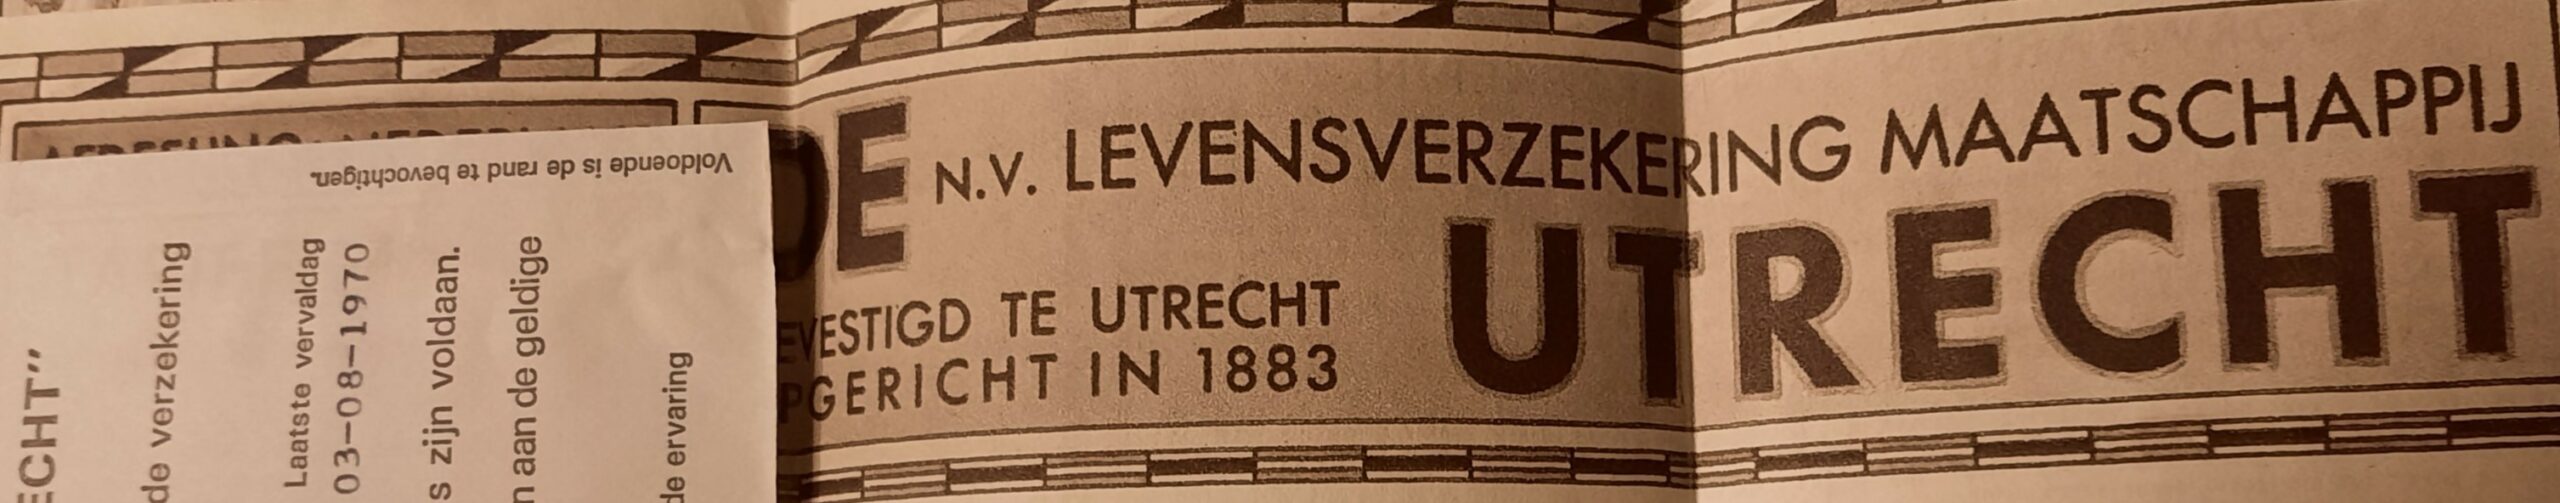 DE N.V. LEVENSVERZEKERING MAATSCHAPPIJ
UTRECHT
EVESTIGD TE UTRECHT
PGERICHT IN 1883
Voldoende is de rand te bevochtigen.
ECHT”
de verzekering
Laatste vervaldag
03-08-1970
s zijn voldaan.
n aan de geldige
de ervaring